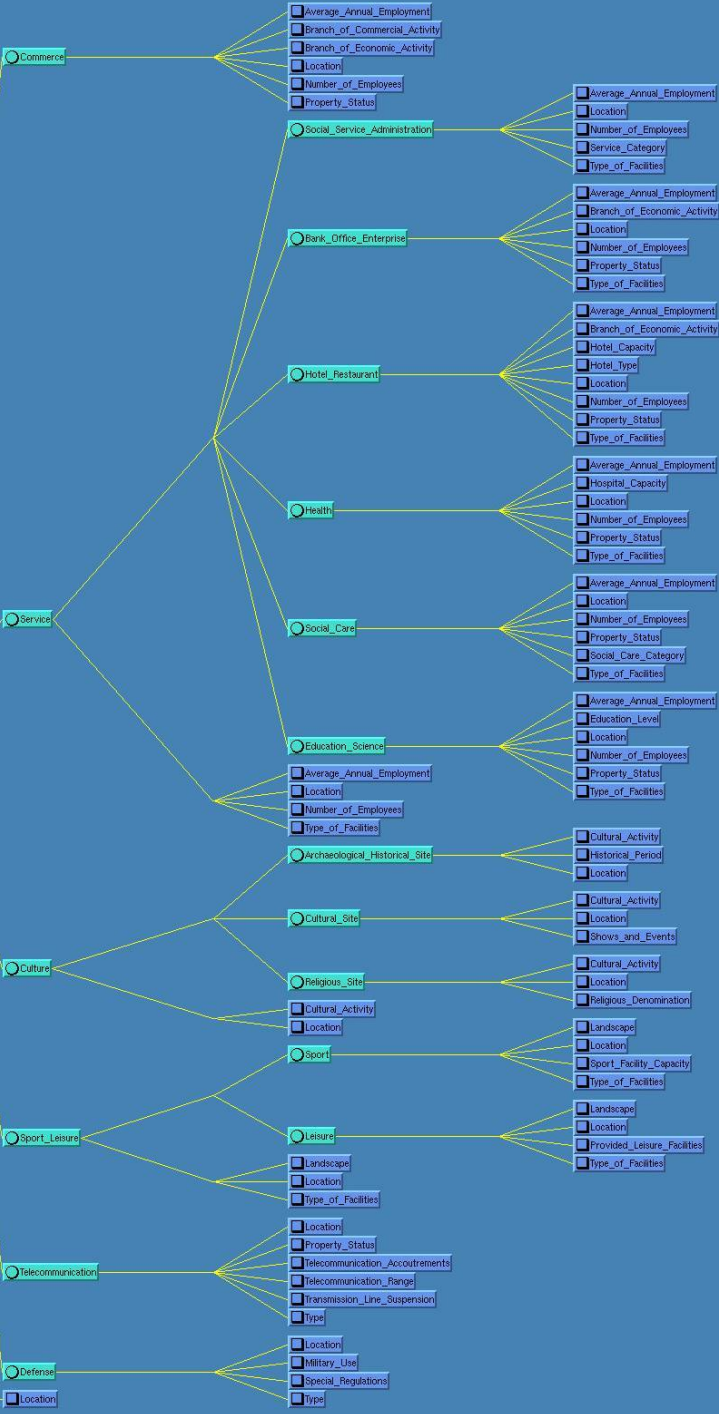 Commerce
Average_Annual_Employment
Branch_of_Commercial_Activity
Branch_of_Economic_Activity
Location
Number_of_Employees
Property_Status
Service
Social_Service_Administration
Average_Annual_Employment
Location
Number_of_Employees
Service_Category
Type_of_Facilities
Bank_Office_Enterprise
Average_Annual_Employment
Branch_of_Economic_Activity
Location
Number_of_Employees
Property_Status
Type_of_Facilities
Hotel_Restaurant
Average_Annual_Employment
Branch_of_Economic_Activity
Hotel_Capacity
Hotel_Type
Location
Number_of_Employees
Property_Status
Type_of_Facilities
Health
Average_Annual_Employment
Hospital_Capacity
Location
Number_of_Employees
Property_Status
Type_of_Facilities
Social_Care
Average_Annual_Employment
Location
Number_of_Employees
Property_Status
Social_Care_Category
Type_of_Facilities
Education_Science
Average_Annual_Employment
Education_Level
Location
Number_of_Employees
Property_Status
Type_of_Facilities
Average_Annual_Employment
Location
Number_of_Employees
Type_of_Facilities
Culture
Archaeological_Historical_Site
Cultural_Activity
Historical_Period
Location
Cultural_Site
Cultural_Activity
Location
Shows_and_Events
Religious_Site
Cultural_Activity
Location
Religious_Denomination
Cultural_Activity
Location
Sport_Leisure
Sport
Landscape
Location
Sport_Facility_Capacity
Type_of_Facilities
Leisure
Landscape
Location
Provided_Leisure_Facilities
Type_of_Facilities
Landscape
Location
Type_of_Facilities
Telecommunication
Location
Property_Status
Telecommunication_Accoutrements
Telecommunication_Range
Transmission_Line_Suspension
Type
Defense
Location
Military_Use
Special_Regulations
Type
Location